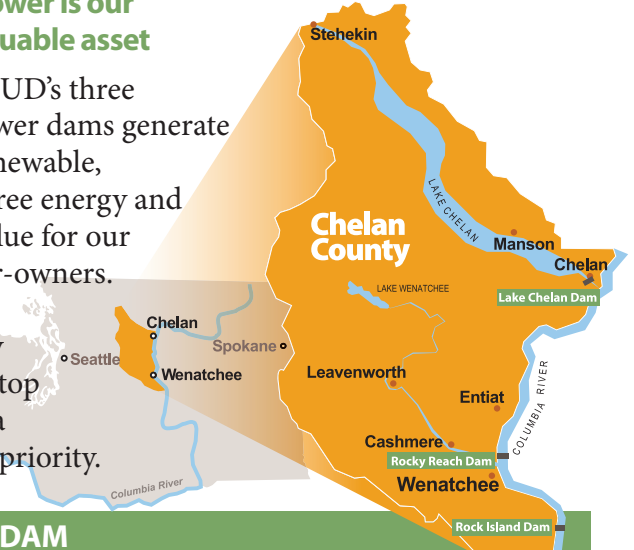 ower is our
uable asset
UD’s three
wer dams generate
newable,
ree energy and
lue for our
r-owners.
top
a
priority.
Stehekin
LAKE CHELAN
Chelan
County
Manson
Chelan
Lake Chelan Dam
LAKE WENATCHEE
Leavenworth
Entiat
COLUMBIA RIVER
Cashmere
Rocky Reach Dam
Wenatchee
Rock Island Dam
Chelan
Seattle
Spokane
Wenatchee
Columbia River
DAM